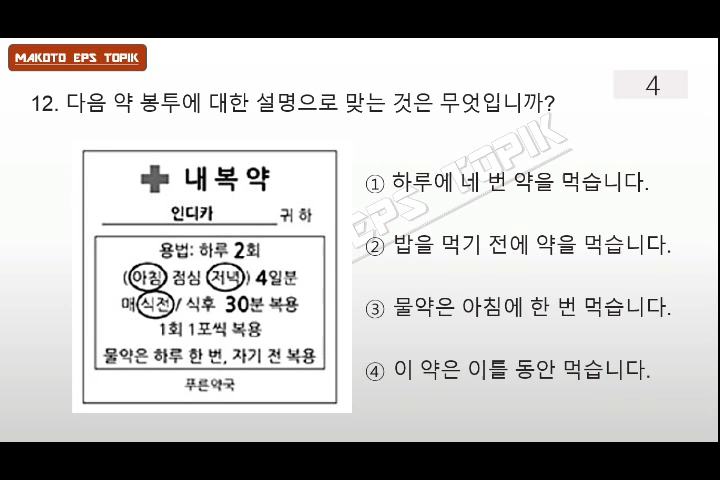 MAKOTO EPS TOPIK
4
12. 다음 약 봉투에 대한 설명으로 맞는 것은 무엇입니까?
내복약
인디카 귀하
용법: 하루 2회
(아침 점심 저녁) 4일분
매 식전 / 식후 30분 복용
1회 1포씩 복용
물약은 하루 한 번, 자기 전 복용
푸른약국
① 하루에 네 번 약을 먹습니다.
② 밥을 먹기 전에 약을 먹습니다.
③ 물약은 아침에 한 번 먹습니다.
④ 이 약은 이틀 동안 먹습니다.
EPS TOPIK